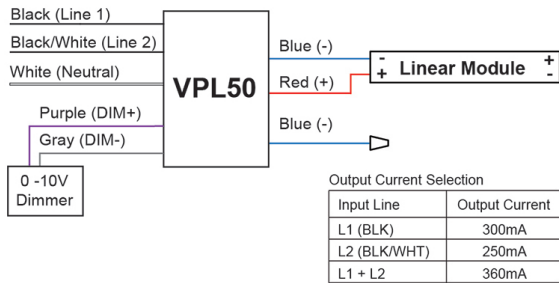 Black (Line 1)
Black/White (Line 2)
White (Neutral)
Purple (DIM+)
Gray (DIM-)
0 -10V
Dimmer
VPL50
Blue (-)
Red (+)
Blue (-)
- Linear Module +
+ -
Output Current Selection
Input Line Output Current
L1 (BLK) 300mA
L2 (BLK/WHT) 250mA
L1 + L2 360mA